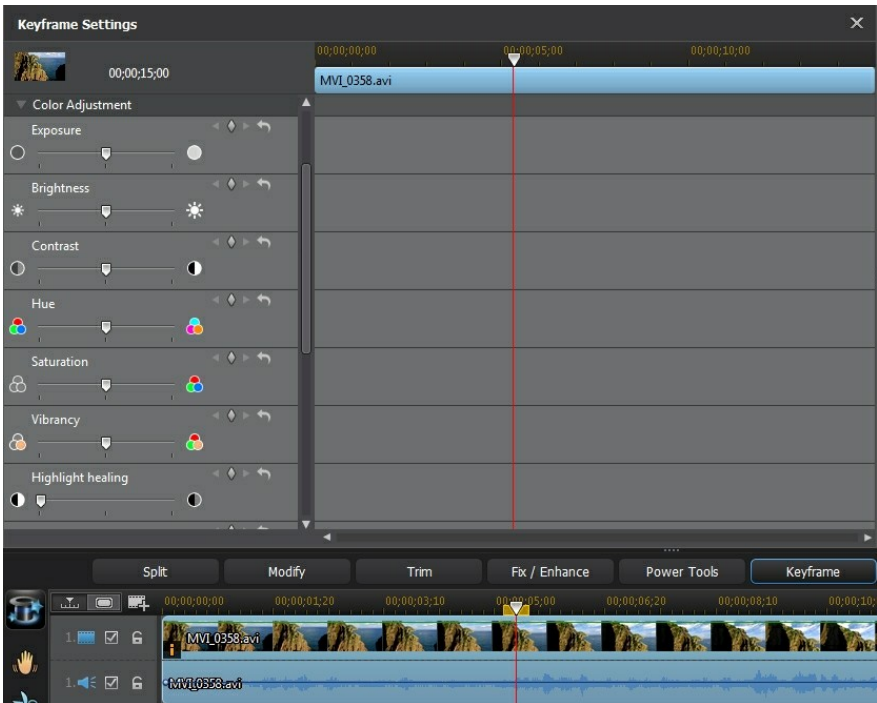 Keyframe Settings
00;00;00;00 00;00;05;00 00;00;10;00
00;00;15;00
MVI_0358.avi
Color Adjustment
Exposure
Brightness
Contrast
Hue
Saturation
Vibrancy
Highlight healing
Split Modify Trim Fix / Enhance Power Tools Keyframe
00;00;00;00 00;00;01;20 00;00;03;10 00;00;05;00 00;00;06;20 00;00;08;10 00;00;10;
1. MVI_0358.avi
i
1. MVI_0358.avi